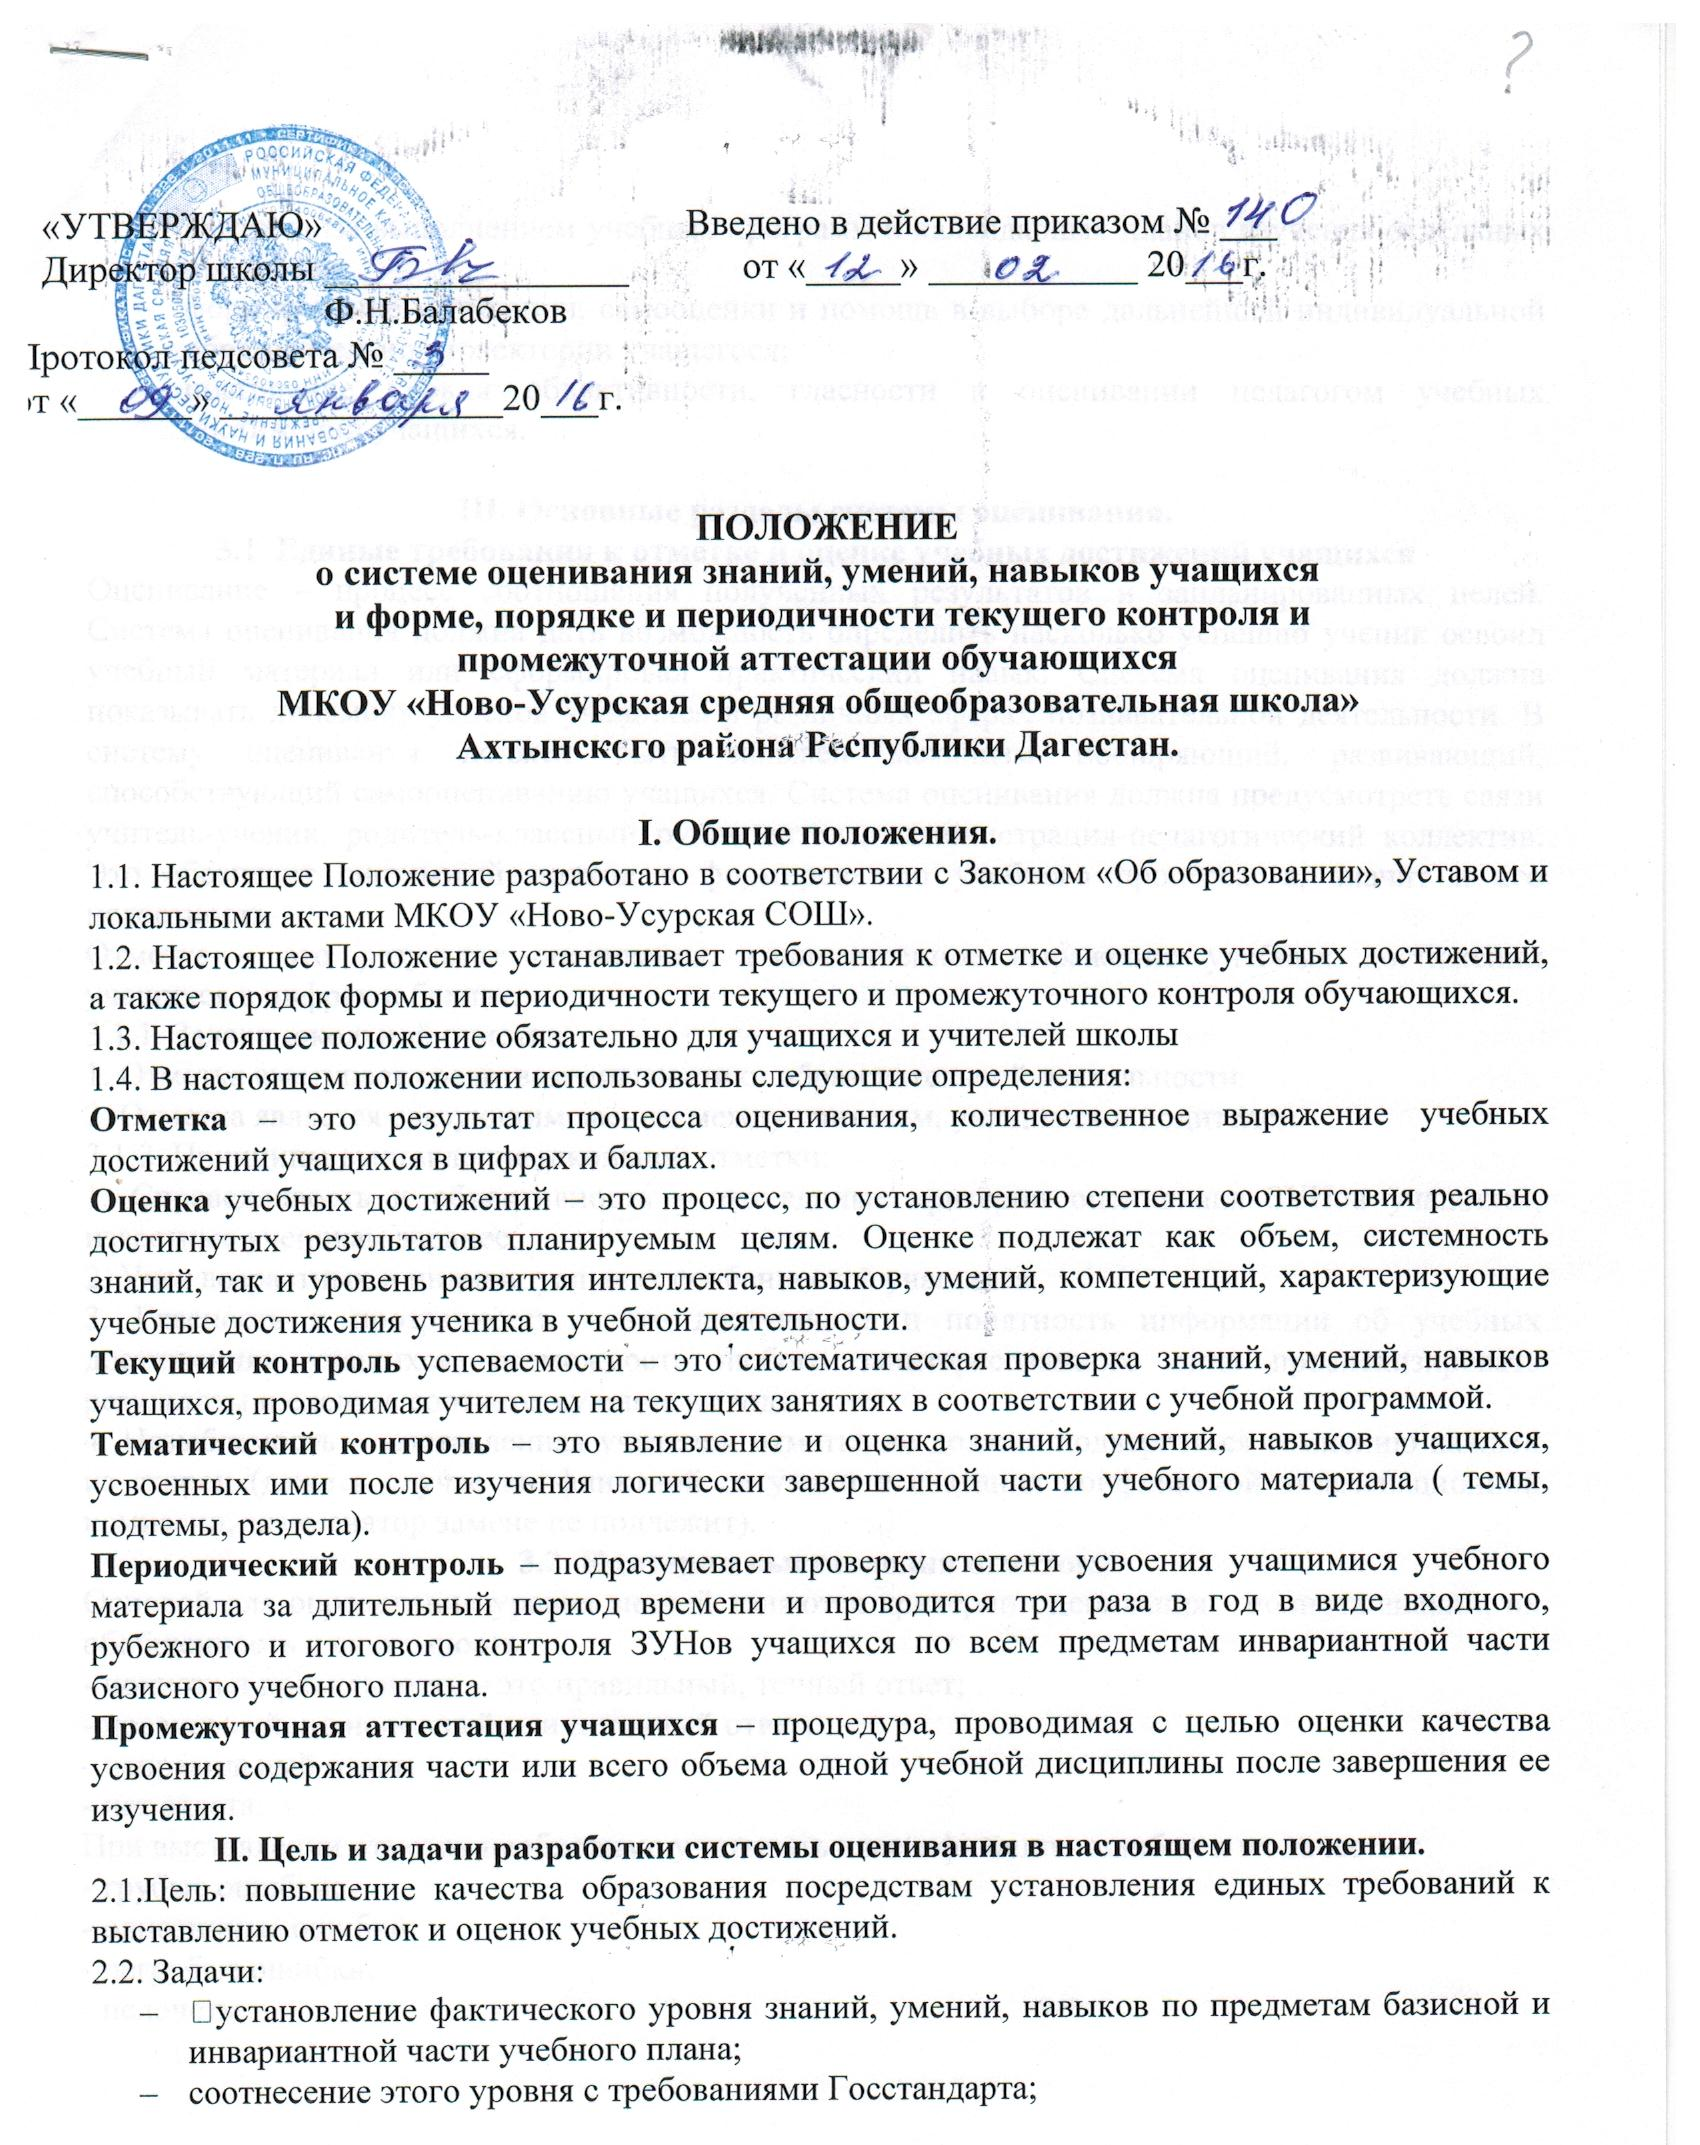 ?
«УТВЕРЖДАЮ»
Директор школы
Ф.Н.Балабеков
Протокол педсовета № 3
от « 09 » января 2016г.
Введено в действие приказом № 140
от « 12 » 02 2016г.
ПОЛОЖЕНИЕ
о системе оценивания знаний, умений, навыков учащихся
и форме, порядке и периодичности текущего контроля и
промежуточной аттестации обучающихся
МКОУ «Ново-Усурская средняя общеобразовательная школа»
Ахтынского района Республики Дагестан.
I. Общие положения.
1.1. Настоящее Положение разработано в соответствии с Законом «Об образовании», Уставом и
локальными актами МКОУ «Ново-Усурская СОШ».
1.2. Настоящее Положение устанавливает требования к отметке и оценке учебных достижений,
а также порядок формы и периодичности текущего и промежуточного контроля обучающихся.
1.3. Настоящее положение обязательно для учащихся и учителей школы
1.4. В настоящем положении использованы следующие определения:
Отметка – это результат процесса оценивания, количественное выражение учебных
достижений учащихся в цифрах и баллах.
Оценка учебных достижений – это процесс, по установлению степени соответствия реально
достигнутых результатов планируемым целям. Оценке подлежат как объем, системность
знаний, так и уровень развития интеллекта, навыков, умений, компетенций, характеризующие
учебные достижения ученика в учебной деятельности.
Текущий контроль успеваемости – это систематическая проверка знаний, умений, навыков
учащихся, проводимая учителем на текущих занятиях в соответствии с учебной программой.
Тематический контроль – это выявление и оценка знаний, умений, навыков учащихся,
усвоенных ими после изучения логически завершенной части учебного материала ( темы,
подтемы, раздела).
Периодический контроль – подразумевает проверку степени усвоения учащимися учебного
материала за длительный период времени и проводится три раза в год в виде входного,
рубежного и итогового контроля ЗУНов учащихся по всем предметам инвариантной части
базисного учебного плана.
Промежуточная аттестация учащихся – процедура, проводимая с целью оценки качества
усвоения содержания части или всего объема одной учебной дисциплины после завершения ее
изучения.
II. Цель и задачи разработки системы оценивания в настоящем положении.
2.1.Цель: повышение качества образования посредствам установления единых требований к
выставлению отметок и оценок учебных достижений.
2.2. Задачи:
– установление фактического уровня знаний, умений, навыков по предметам базисной и
инвариантной части учебного плана;
– соотнесение этого уровня с требованиями Госстандарта;